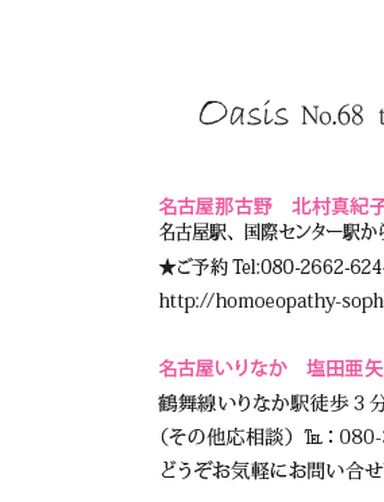 Oasis No.68 t
名古屋那古野　北村真紀子
名古屋駅、国際センター駅から
★ご予約 Tel:080-2662-624
http://homoeopathy-soph
名古屋いりなか　塩田亜矢
鶴舞線いりなか駅徒歩 3 分
（その他応相談）℡：080-
どうぞお気軽にお問い合せ